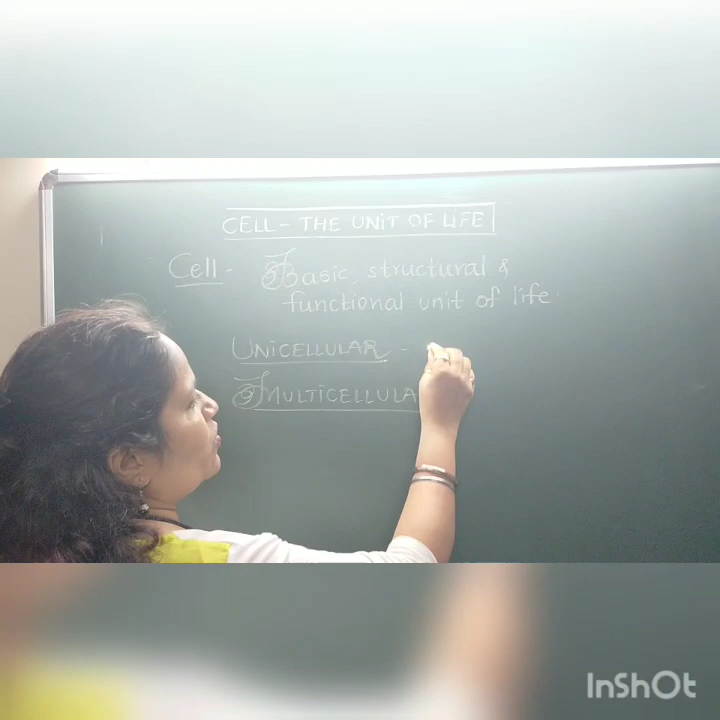 CELL - THE UNIT OF LIFE
Cell - Basic, structural &
functional unit of life.
UNICELLULAR -
MULTICELLULA
InShOt